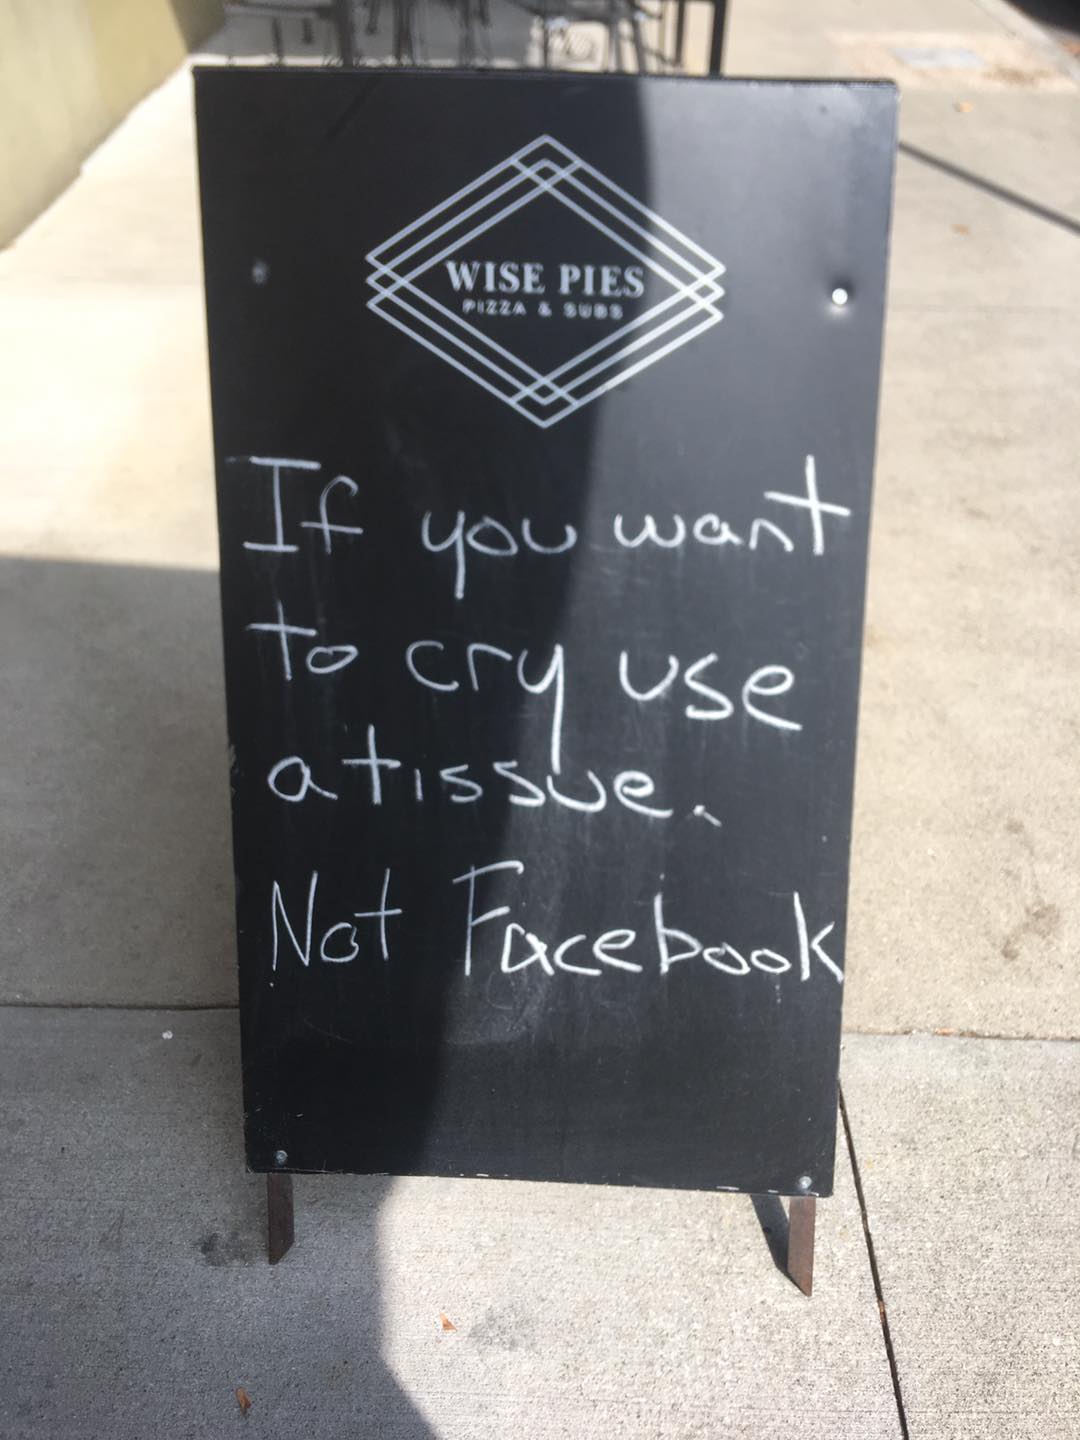 WISE PIES
PIZZA & SUBS
If you want
to cry use
a tissue.
Not Facebook